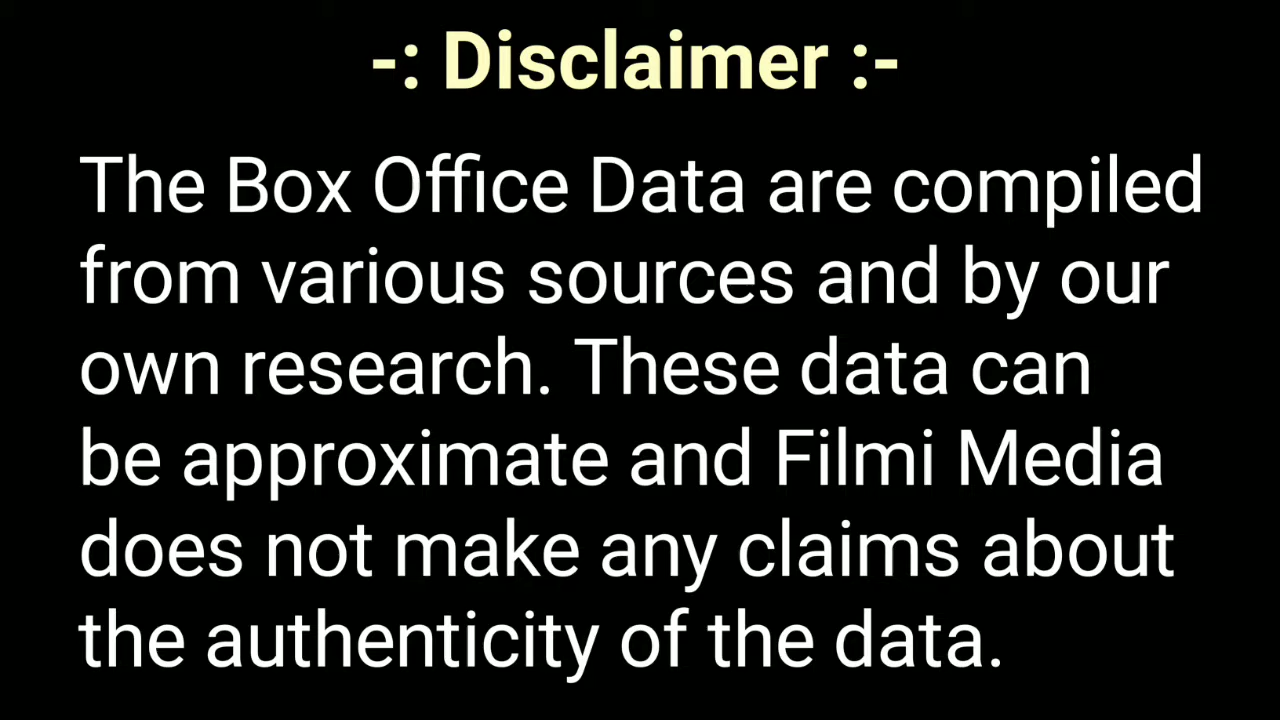 -: Disclaimer :-
The Box Office Data are compiled
from various sources and by our
own research. These data can
be approximate and Filmi Media
does not make any claims about
the authenticity of the data.